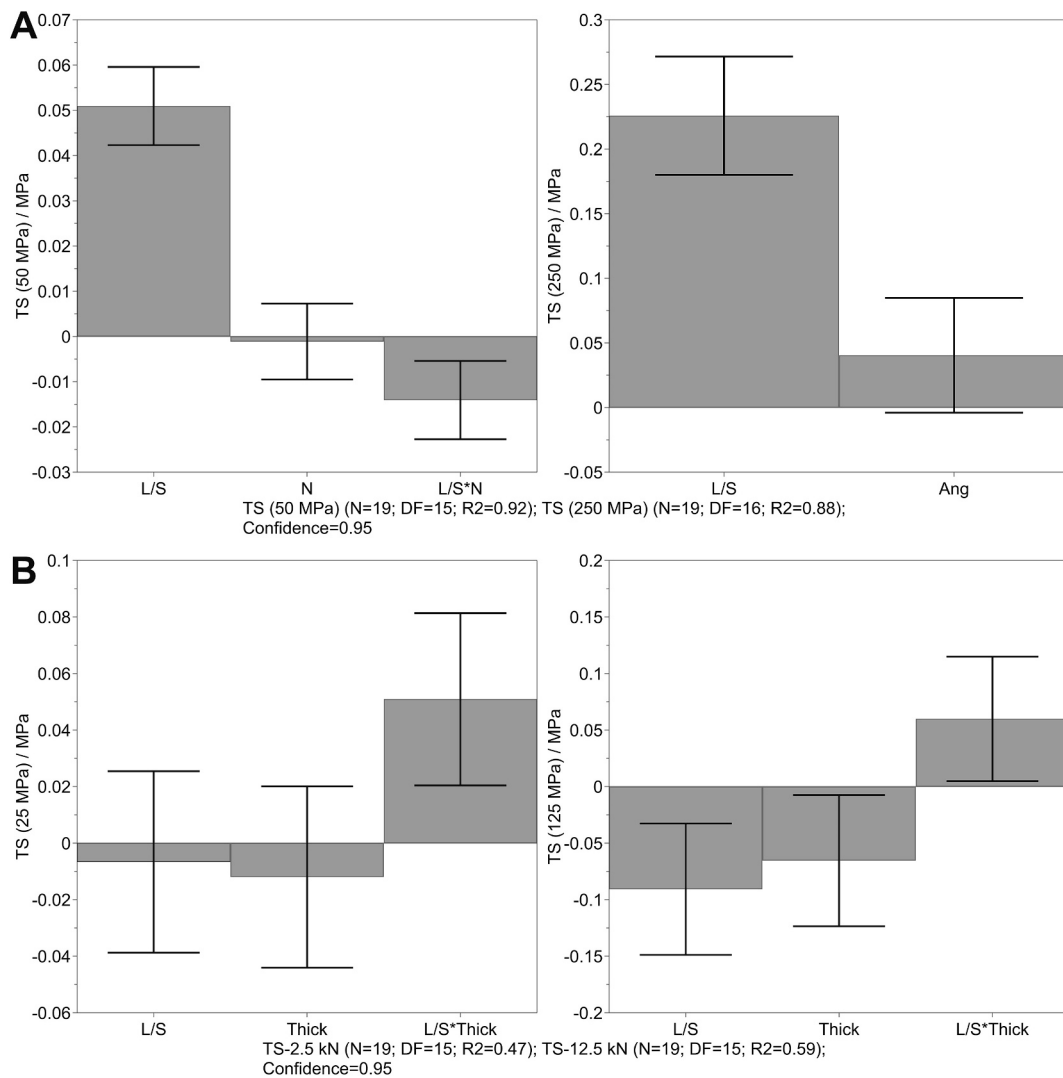 A
TS (50 MPa) / MPa
0.07
0.06
0.05
0.04
0.03
0.02
0.01
0
-0.01
-0.02
-0.03
L/S N L/S*N
TS (250 MPa) / MPa
0.3
0.25
0.2
0.15
0.1
0.05
0
-0.05
L/S Ang
TS (50 MPa) (N=19; DF=15; R2=0.92); TS (250 MPa) (N=19; DF=16; R2=0.88);
Confidence=0.95
B
TS (25 MPa) / MPa
0.1
0.08
0.06
0.04
0.02
0
-0.02
-0.04
-0.06
L/S Thick L/S*Thick
TS (125 MPa) / MPa
0.2
0.15
0.1
0.05
0
-0.05
-0.1
-0.15
-0.2
L/S Thick L/S*Thick
TS-2.5 kN (N=19; DF=15; R2=0.47); TS-12.5 kN (N=19; DF=15; R2=0.59);
Confidence=0.95